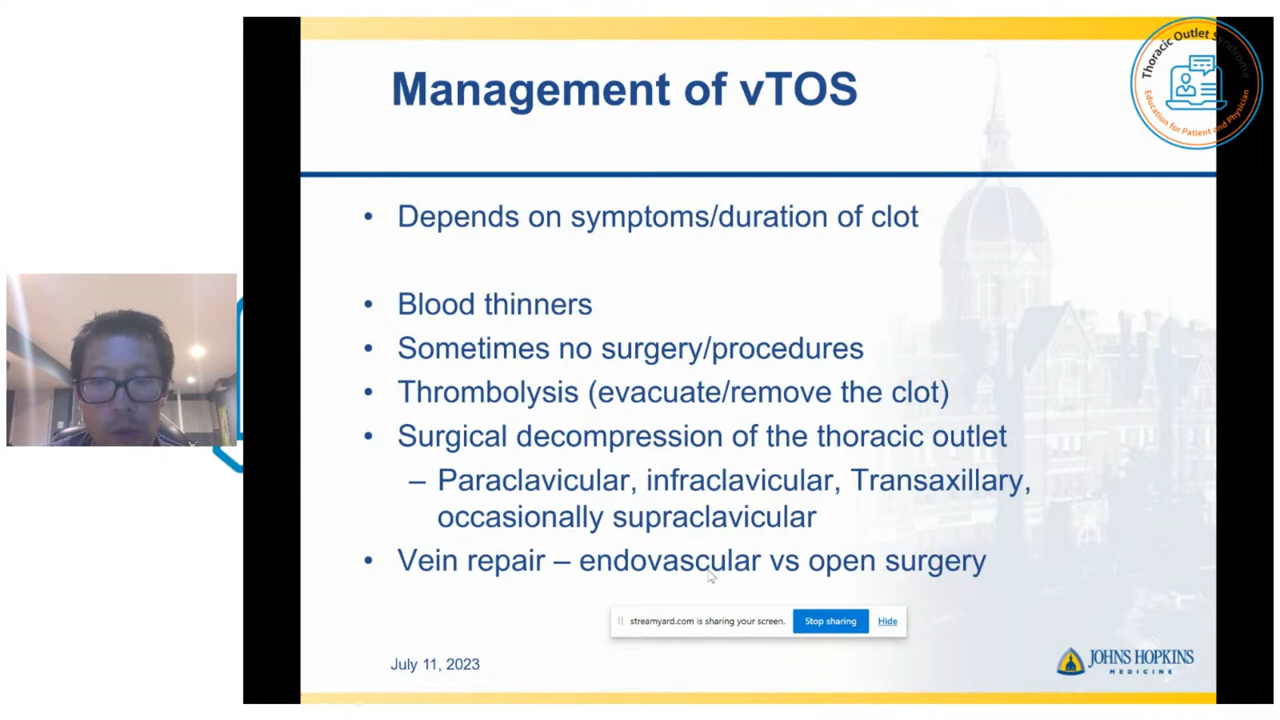 Management of vTOS
Thoracic Outlet Syndrome
Education for Patient and Physician
• Depends on symptoms/duration of clot
• Blood thinners
• Sometimes no surgery/procedures
• Thrombolysis (evacuate/remove the clot)
• Surgical decompression of the thoracic outlet
– Paraclavicular, infraclavicular, Transaxillary,
occasionally supraclavicular
• Vein repair – endovascular vs open surgery
streamyard.com is sharing your screen. Stop sharing Hide
July 11, 2023
JOHNS HOPKINS
MEDICINE